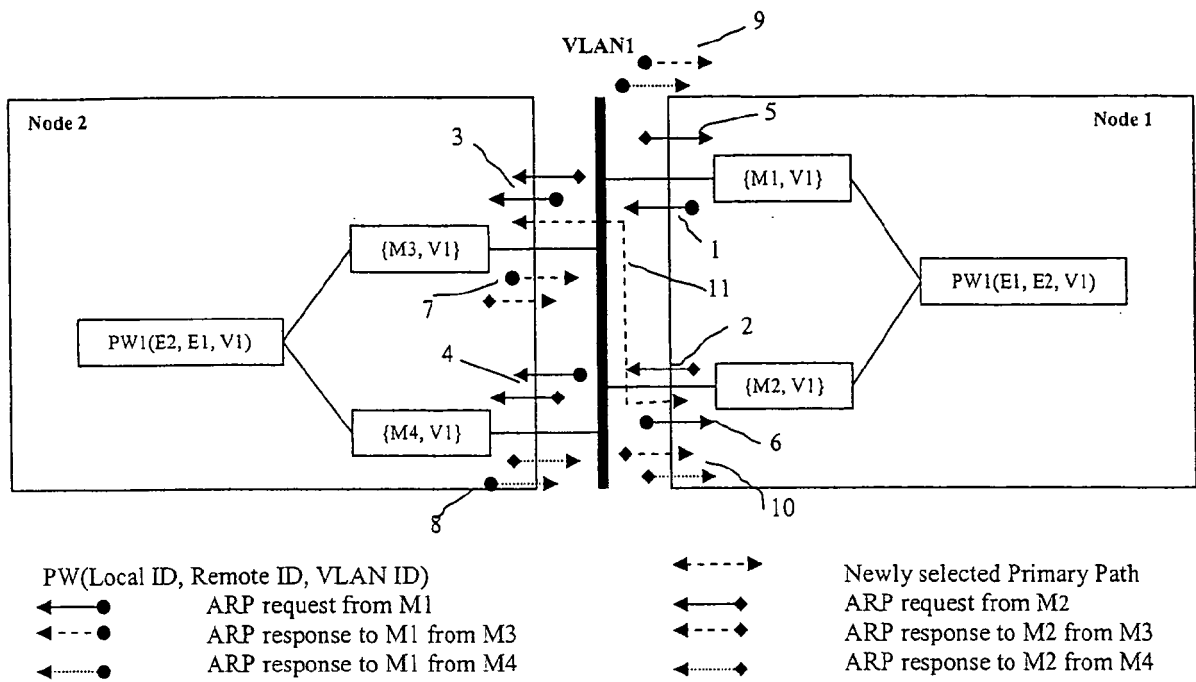 VLAN1
9
Node 2
Node 1
3
5
{M1, V1}
1
{M3, V1}
11
7
PW1(E1, E2, V1)
PW1(E2, E1, V1)
2
4
{M2, V1}
{M4, V1}
6
8
10
PW(Local ID, Remote ID, VLAN ID)
ARP request from M1
ARP response to M1 from M3
ARP response to M1 from M4
Newly selected Primary Path
ARP request from M2
ARP response to M2 from M3
ARP response to M2 from M4